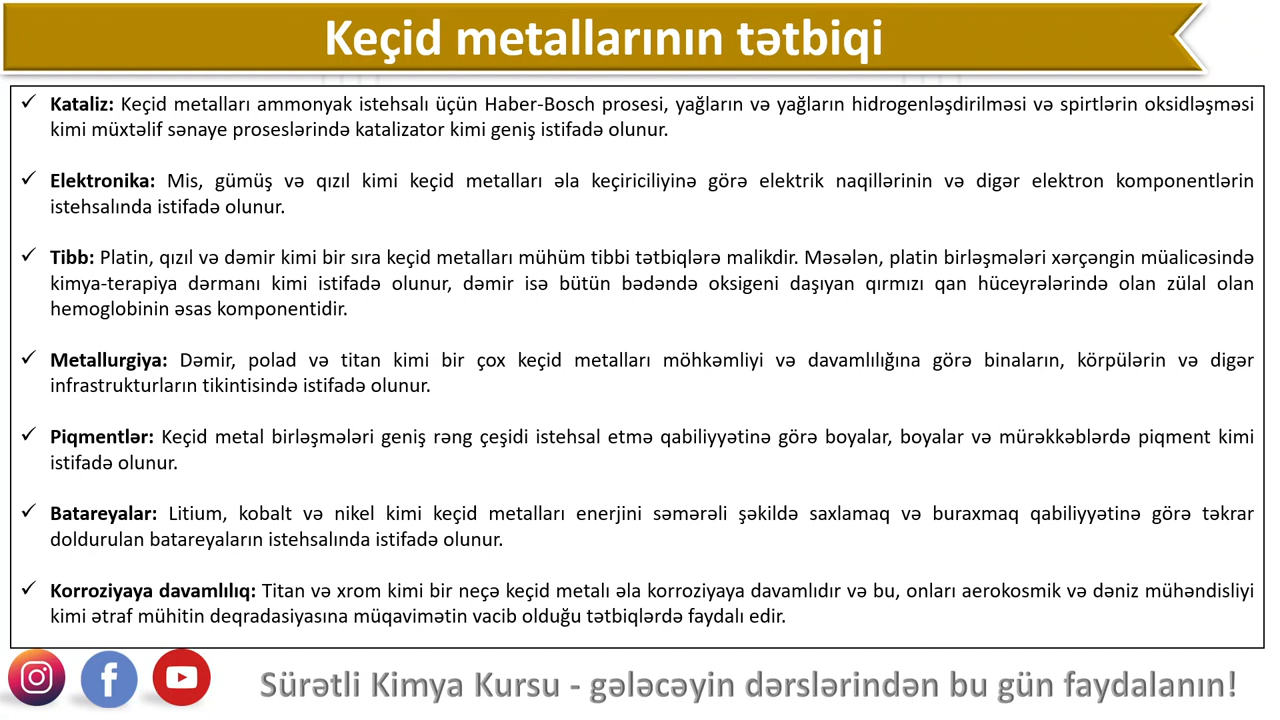 Keçid metallarının tətbiqi
✓ Kataliz: Keçid metalları ammonyak istehsalı üçün Haber-Bosch prosesi, yağların və yağların hidrogenləşdirilməsi və spirtlərin oksidləşməsi
kimi müxtəlif sənaye proseslərində katalizator kimi geniş istifadə olunur.
✓ Elektronika: Mis, gümüş və qızıl kimi keçid metalları əla keçiriciliyinə görə elektrik naqillərinin və digər elektron komponentlərin
istehsalında istifadə olunur.
✓ Tibb: Platin, qızıl və dəmir kimi bir sıra keçid metalları mühüm tibbi tətbiqlərə malikdir. Məsələn, platin birləşmələri xərçəngin müalicəsində
kimya-terapiya dərmanı kimi istifadə olunur, dəmir isə bütün bədəndə oksigeni daşıyan qırmızı qan hüceyrələrində olan zülal olan
hemoglobinin əsas komponentidir.
✓ Metallurgiya: Dəmir, polad və titan kimi bir çox keçid metalları möhkəmliyi və davamlılığına görə binaların, körpülərin və digər
infrastrukturların tikintisində istifadə olunur.
✓ Piqmentlər: Keçid metal birləşmələri geniş rəng çeşidi istehsal etmə qabiliyyətinə görə boyalar, boyalar və mürəkkəblərdə piqment kimi
istifadə olunur.
✓ Batareyalar: Litium, kobalt və nikel kimi keçid metalları enerjini səmərəli şəkildə saxlamaq və buraxmaq qabiliyyətinə görə təkrar
doldurulan batareyaların istehsalında istifadə olunur.
✓ Korroziyaya davamlılıq: Titan və xrom kimi bir neçə keçid metalı əla korroziyaya davamlıdır və bu, onları aerokosmik və dəniz mühəndisliyi
kimi ətraf mühitin deqradasiyasına müqavimətin vacib olduğu tətbiqlərdə faydalı edir.
Sürətli Kimya Kursu - gələcəyin dərslərindən bu gün faydalanın!